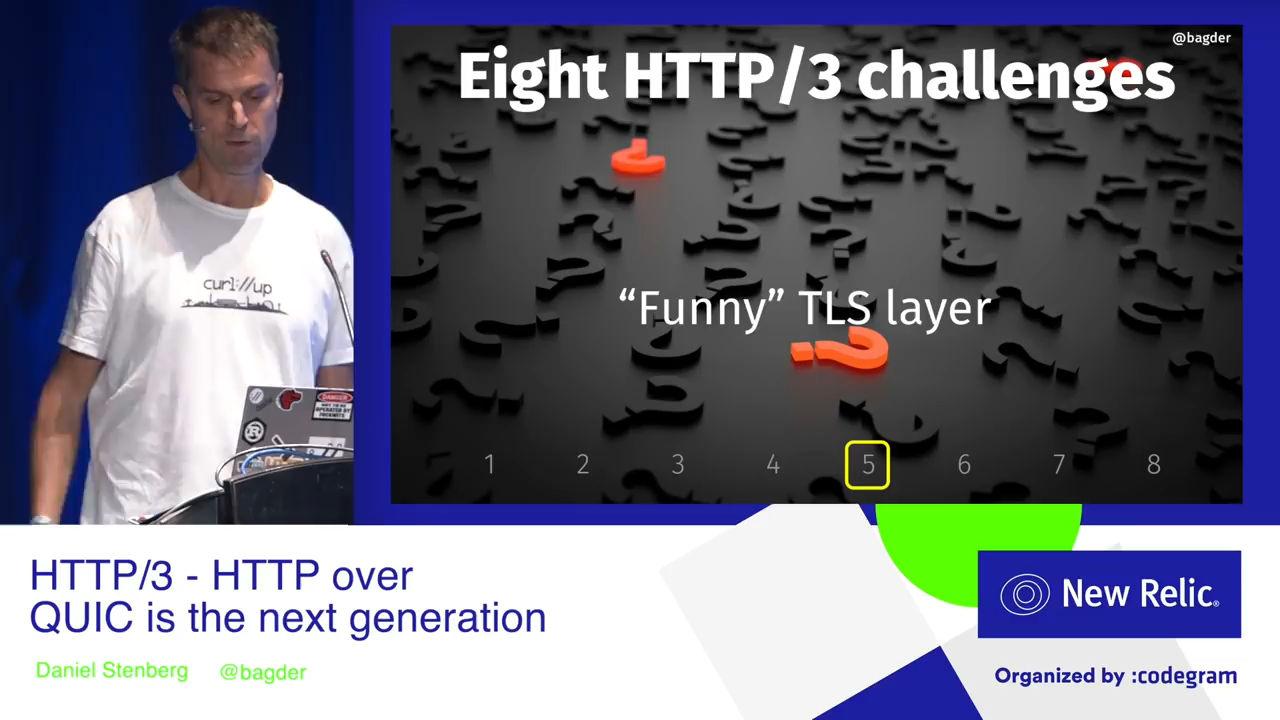 @bagder
Eight HTTP/3 challenges
“Funny” TLS layer
1 2 3 4 5 6 7 8
curl://up
DANGER
HTTP/3 - HTTP over
QUIC is the next generation
Daniel Stenberg @bagder
New Relic.
Organized by :codegram